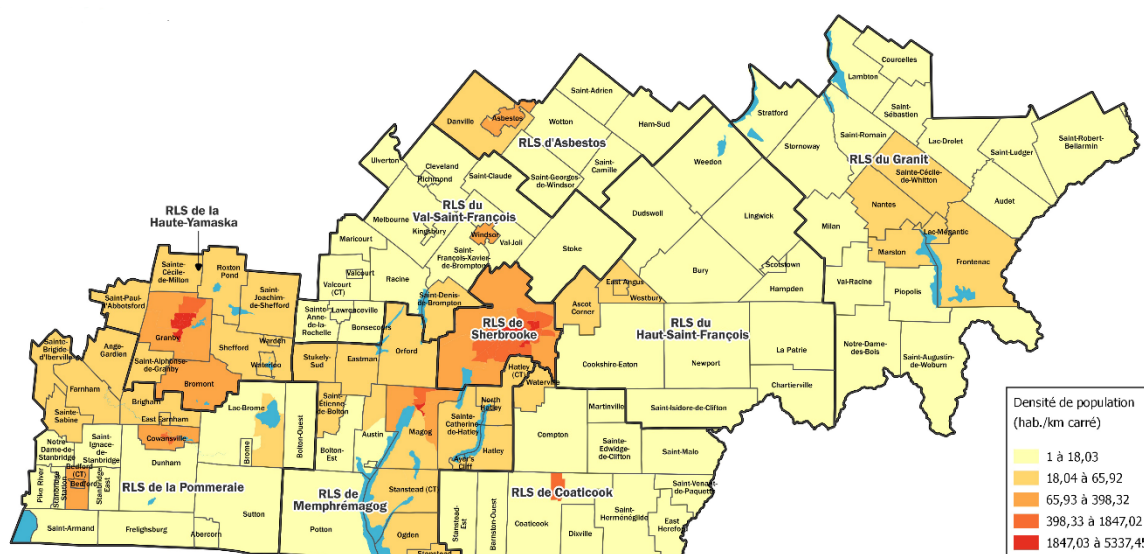 Courcelles
Lambton
Saint-Adrien
Stratford
Saint-
Sébastien
Danville
Asbestos
Wotton
Ham-Sud
Saint-Romain
Lac-Drolet
Saint-Robert-
Bellarmin
RLS d'Asbestos
Stornoway
RLS du Granit
Saint-Ludger
Ulverton
Cleveland
Richmond
Saint-Claude
Saint-
Camille
Weedon
Sainte-Cécile-
de-Whitton
Saint-Georges-
de-Windsor
Audet
RLS du
Val-Saint-François
RLS de la
Haute-Yamaska
Melbourne
Kingsbury
Windsor
Val-Joli
Dudswell
Lingwick
Nantes
Milan
Lac-Mégantic
Maricourt
Saint-
François-Xavier-
de-Brompton
Stoke
Marston
Frontenac
Sainte-
Cécile-
de-Milton
Roxton
Pond
Valcourt
Racine
Bury
Scotstown
Hampden
Val-Racine
Piopolis
Valcourt
(CT)
Saint-
Joachim-
de-Shefford
Saint-Paul-
d'Abbotsford
Saint-Denis-
de-Brompton
East Angus
Westbury
Ascot
Corner
Sainte-
Anne-
de-la-
Rochelle
Lawrenceville
Bonsecours
RLS de
Sherbrooke
RLS du
Haut-Saint-François
Granby
Sainte-
Brigide-
d'Iberville
Ange-
Gardien
Shefford
Warden
Waterloo
Saint-Alphonse-
de-Granby
Stukely-
Sud
Eastman
Orford
Notre-Dame-
des-Bois
Saint-Augustin-
de-Woburn
La Patrie
Cookshire-Eaton
Newport
Hatley
(CT)
Waterville
Chartierville
Farnham
Bromont
Brigham
East Farnham
Lac-Brome
Saint-
Étienne-
de-Bolton
North
Hatley
Martinville
Saint-Isidore-de-Clifton
Sainte-
Sabine
Cowansville
Bolton-Ouest
Austin
Magog
Sainte-
Catherine-
de-Hatley
Compton
Sainte-
Edwidge-
de-Clifton
Notre-
Dame-de-
Stanbridge
Saint-
Ignace-de-
Stanbridge
Brome
Bolton-
Est
Hatley
Ayer's
Cliff
Saint-Malo
Dunham
Bedford
(CT)
Bedford
Pike River
Stanbridge
Station
Stanbridge
East
RLS de la Pommeraie
RLS de
Memphrémagog
Stanstead (CT)
RLS de Coaticook
Saint-Venant-
de-Paquette
Sutton
Potton
Ogden
Stanstead-
Est
Barnston-Ouest
Coaticook
Saint-
Herménégilde
East
Hereford
Dixville
Saint-Armand
Frelighsburg
Abercorn
Stanstead
Densité de population
(hab./km carré)
1 à 18,03
18,04 à 65,92
65,93 à 398,32
398,33 à 1847,02
1847,03 à 5337,45